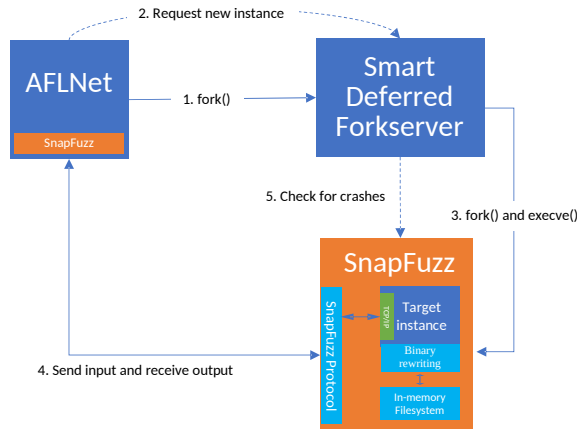 2. Request new instance
AFLNet
SnapFuzz
1. fork()
Smart
Deferred
Forkserver
5. Check for crashes
3. fork() and execve()
SnapFuzz
SnapFuzz Protocol
TCP/IP
Target
instance
Binary
rewriting
In-memory
Filesystem
4. Send input and receive output